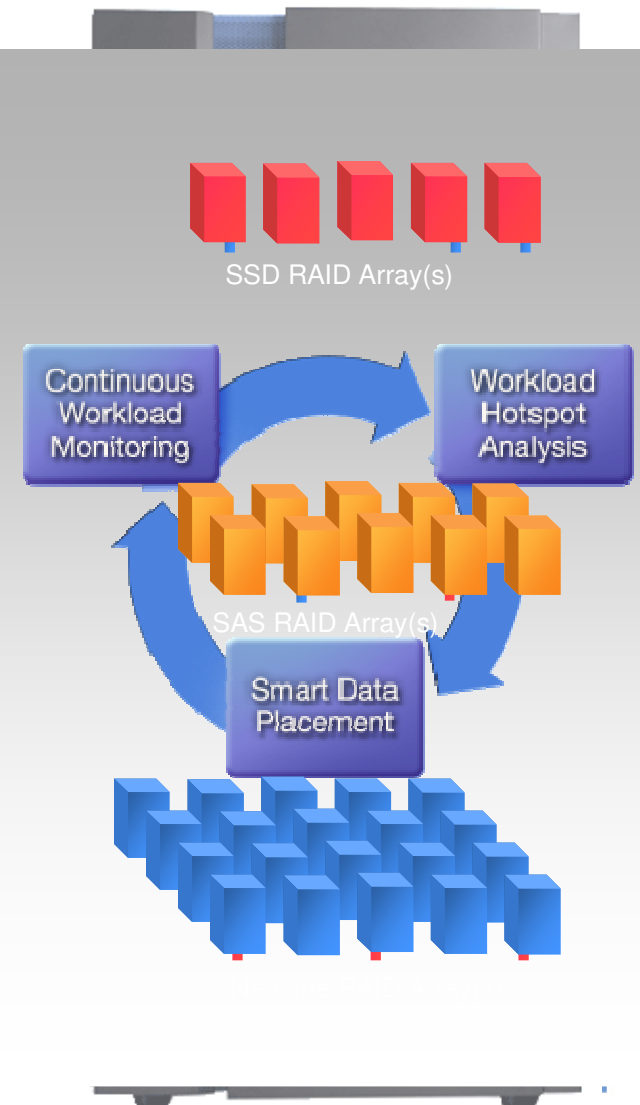 SSD RAID Array(s)
Continuous
Workload
Monitoring
Workload
Hotspot
Analysis
SAS RAID Array(s)
Smart Data
Placement